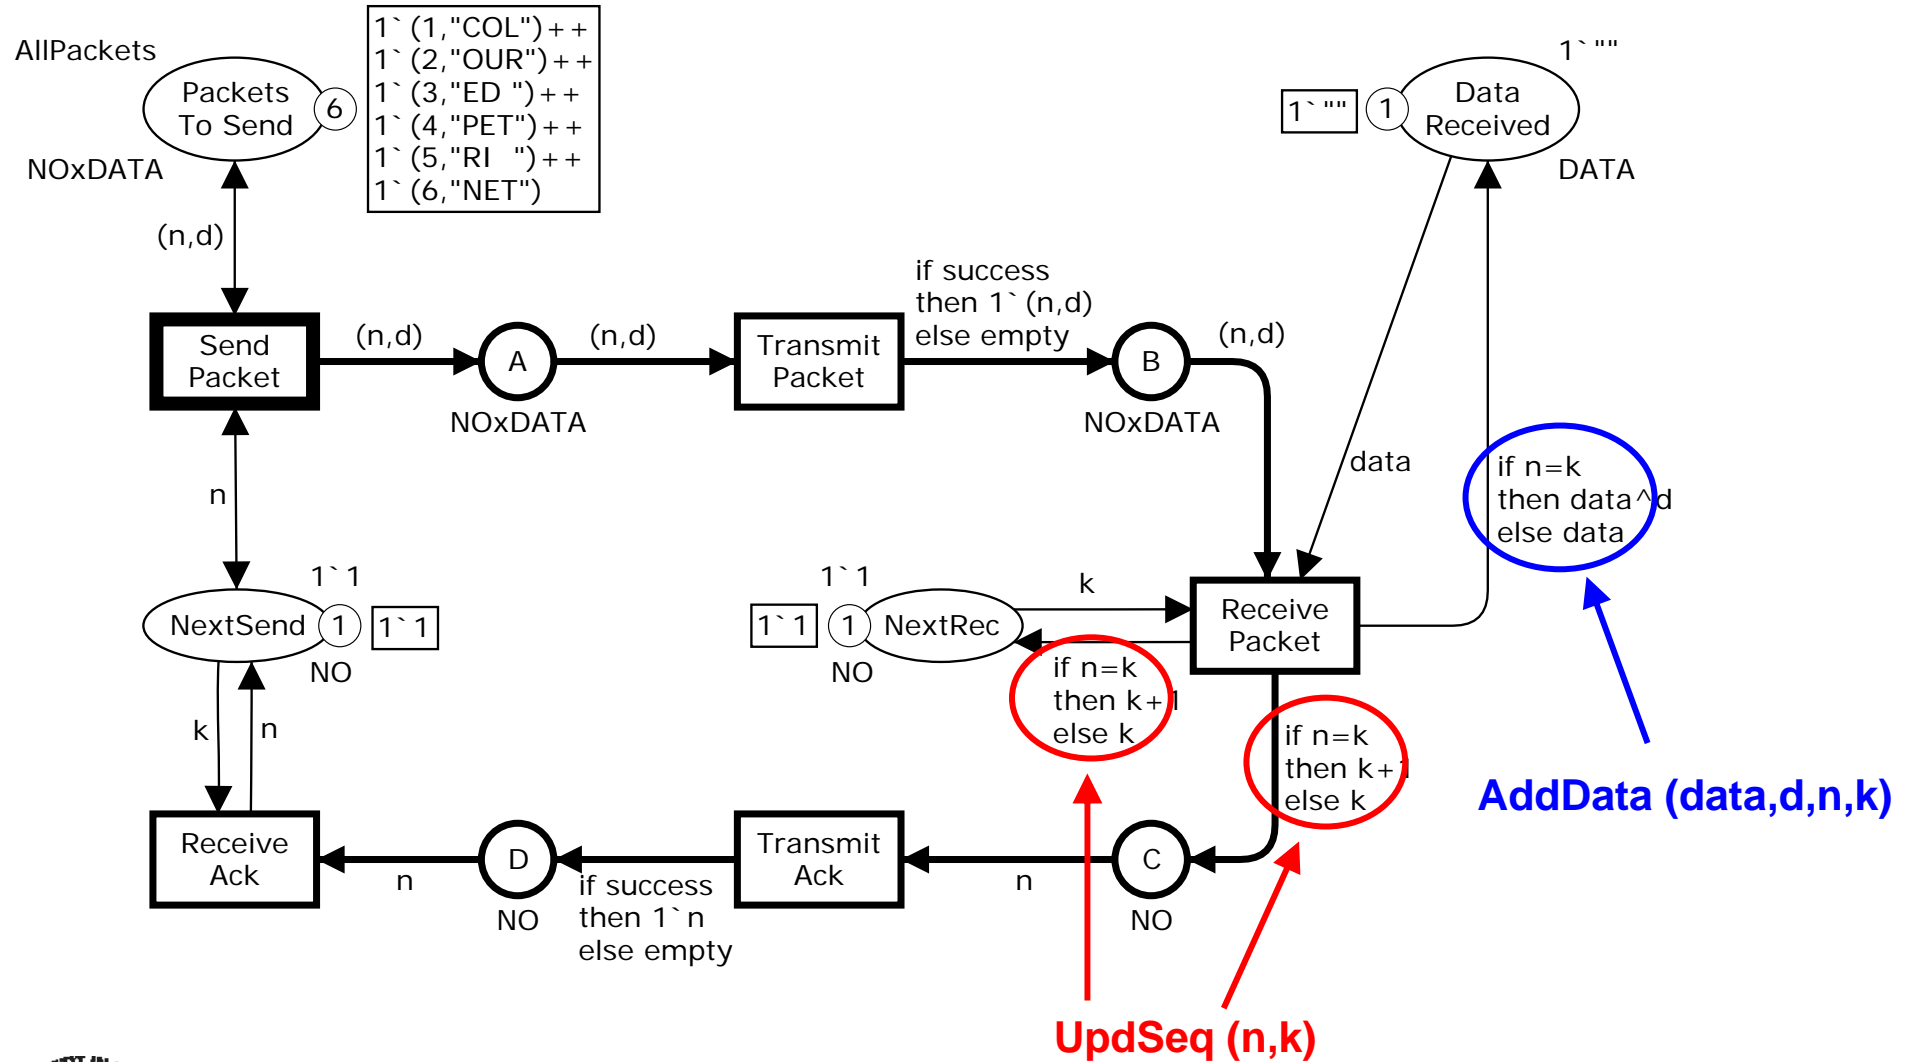 AllPackets
Packets
To Send
6
1`(1,"COL")++
1`(2,"OUR")++
1`(3,"ED ")++
1`(4,"PET")++
1`(5,"RI  ")++
1`(6,"NET")
NOxDATA
1`""
1`""
1
Data
Received
DATA
(n,d)
Send
Packet
(n,d)
A
NOxDATA
(n,d)
Transmit
Packet
if success
then 1`(n,d)
else empty
B
NOxDATA
(n,d)
data
if n=k
then data^d
else data
n
NextSend
1`1
1
1`1
NO
1`1
1`1
1
NextRec
NO
k
Receive
Packet
if n=k
then k+1
else k
if n=k
then k+1
else k
AddData (data,d,n,k)
k
n
Receive
Ack
n
D
NO
if success
then 1`n
else empty
Transmit
Ack
n
C
NO
UpdSeq (n,k)